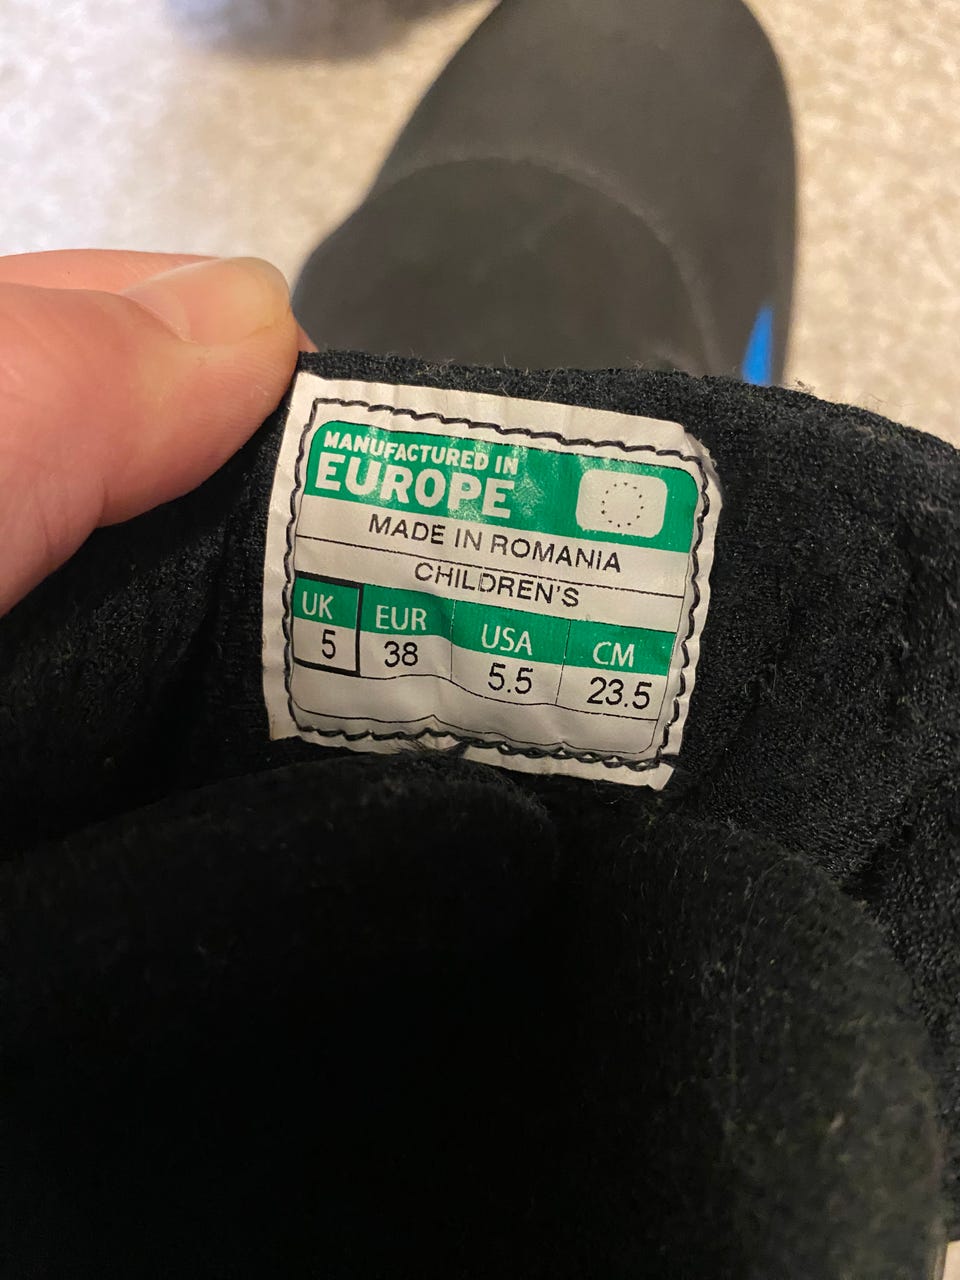 MANUFACTURED IN
EUROPE
MADE IN ROMANIA
CHILDREN'S
UK EUR USA CM
5 38 5.5 23.5